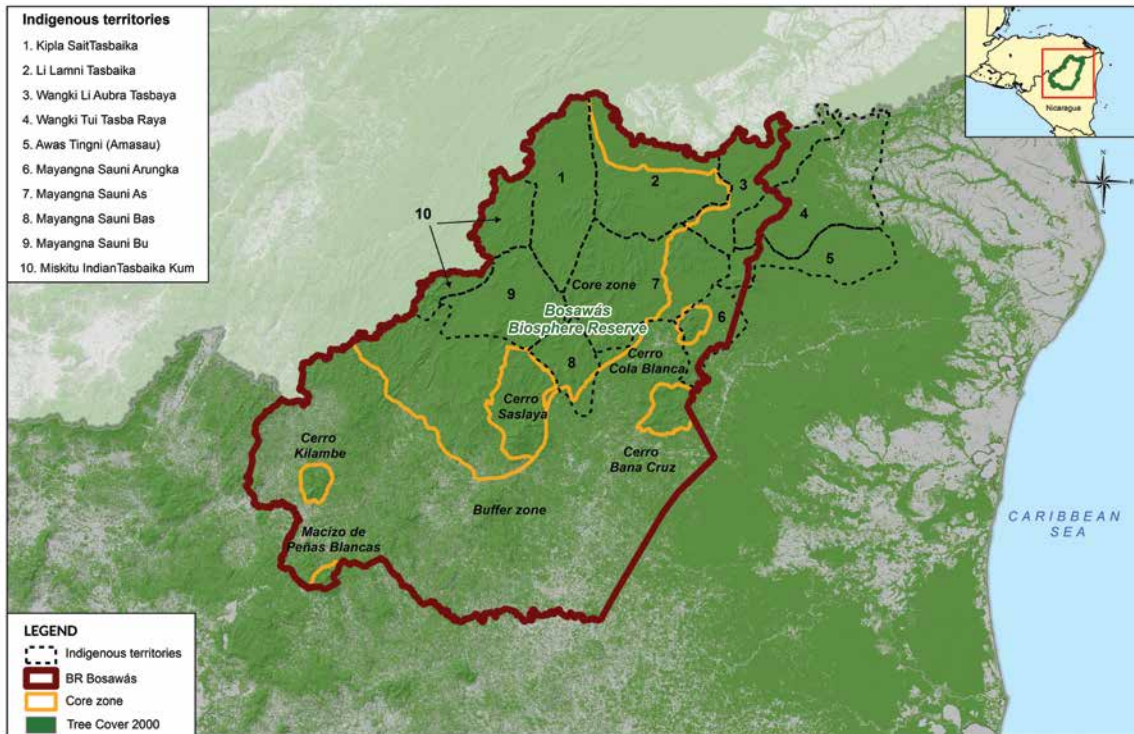 Indigenous territories
1. Kipla SaitTasbaika
2. Li Lamni Tasbaika
3. Wangki Li Aubra Tasbaya
4. Wangki Tui Tasba Raya
5. Awas Tingni (Amasau)
6. Mayangna Sauni Arungka
7. Mayangna Sauni As
8. Mayangna Sauni Bas
9. Mayangna Sauni Bu
10. Miskitu IndianTasbaika Kum
Nicaragua
N
1
2
3
10
4
5
7
Core zone
9
Bosawás
Biosphere Reserve
6
8
Cerro
Cola Blanca
Cerro
Saslaya
Cerro
Kilambe
Cerro
Bana Cruz
Buffer zone
Macizo de
Peñas Blancas
CARIBBEAN
SEA
LEGEND
Indigenous territories
BR Bosawás
Core zone
Tree Cover 2000